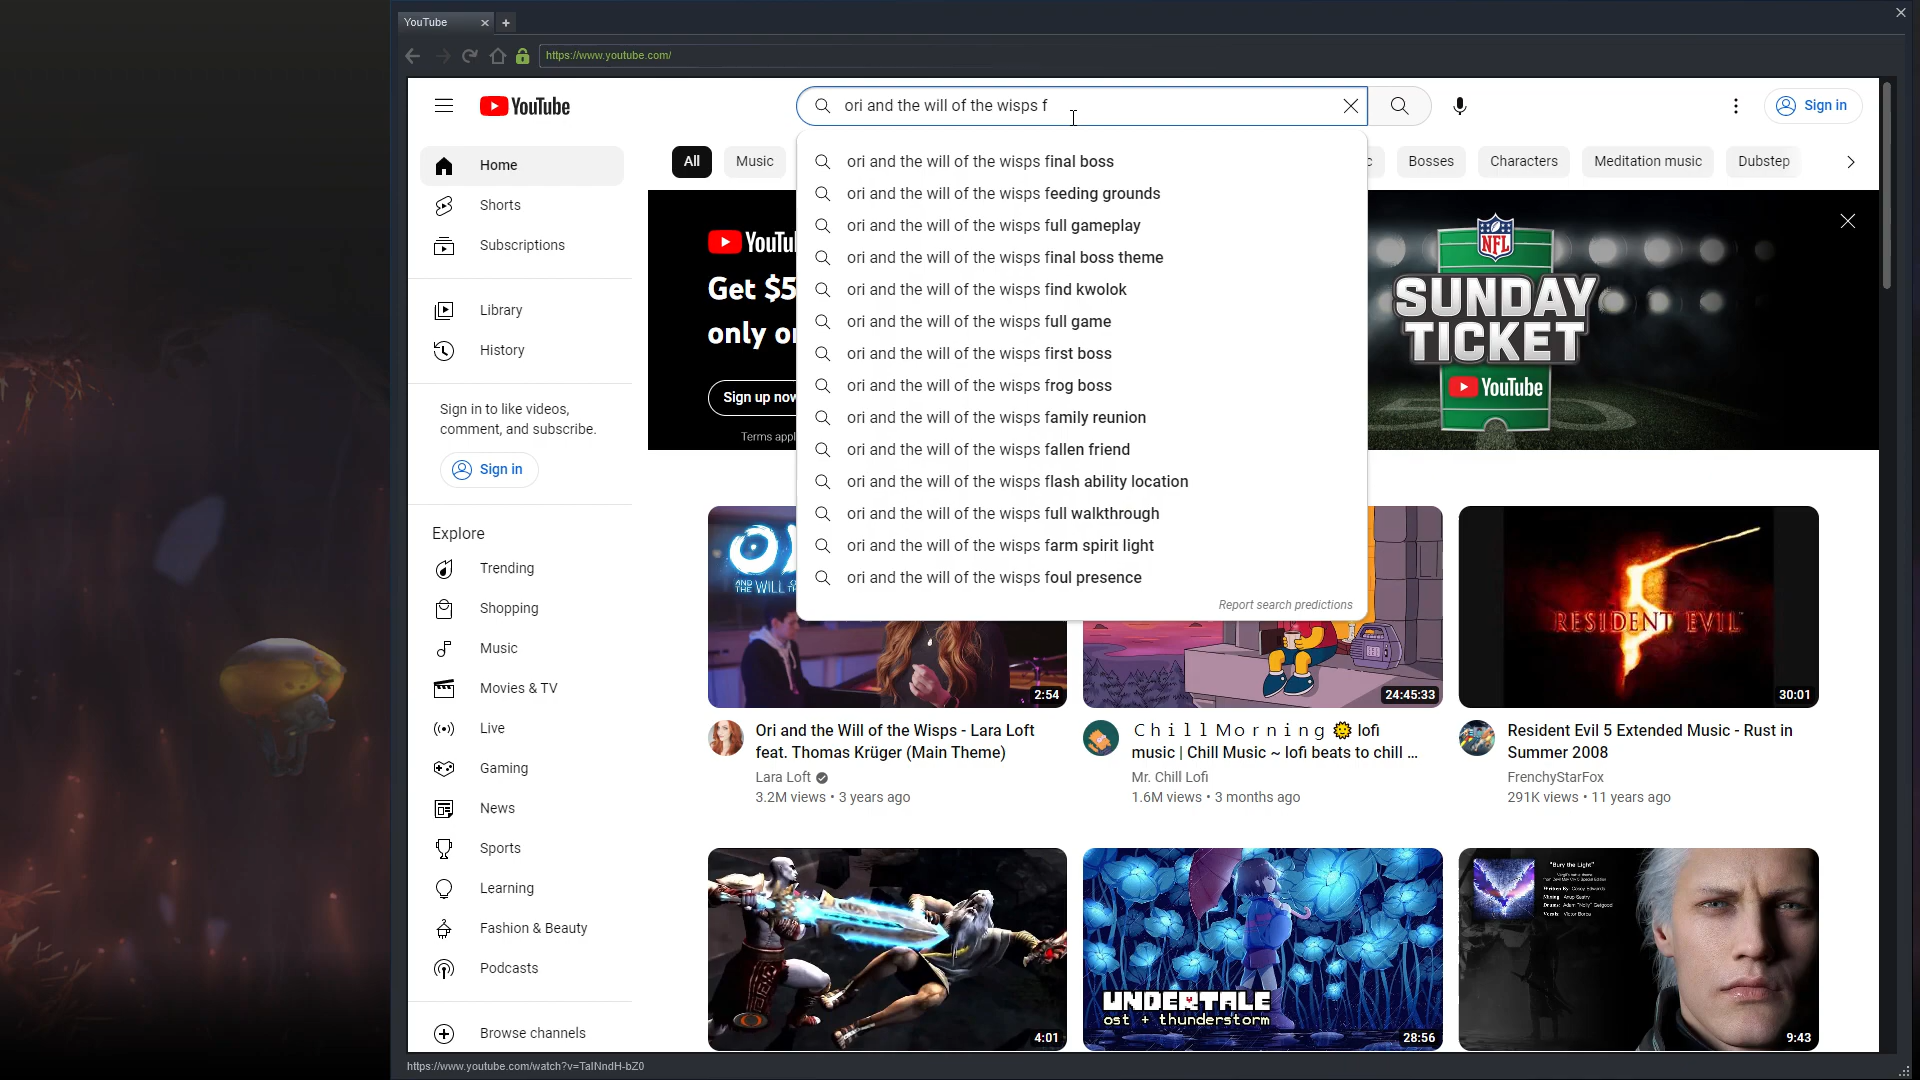 YouTube
https://www.youtube.com/
YouTube
ori and the will of the wisps f
Sign in
All
Music
Bosses
Characters
Meditation music
Dubstep
Home
Shorts
Subscriptions
Library
History
Sign in to like videos,
comment, and subscribe.
Sign in
Explore
Trending
Shopping
Music
Movies & TV
Live
Gaming
News
Sports
Learning
Fashion & Beauty
Podcasts
Browse channels
ori and the will of the wisps final boss
ori and the will of the wisps feeding grounds
ori and the will of the wisps full gameplay
ori and the will of the wisps final boss theme
ori and the will of the wisps find kwolok
ori and the will of the wisps full game
ori and the will of the wisps first boss
ori and the will of the wisps frog boss
ori and the will of the wisps family reunion
ori and the will of the wisps fallen friend
ori and the will of the wisps flash ability location
ori and the will of the wisps full walkthrough
ori and the will of the wisps farm spirit light
ori and the will of the wisps foul presence
Report search predictions
YouTu
Get $5
only o
Sign up now
Terms appl
NFL
SUNDAY
TICKET
YouTube
AND
THE WILL OF TH
2:54
Ori and the Will of the Wisps - Lara Loft
feat. Thomas Krüger (Main Theme)
Lara Loft
3.2M views • 3 years ago
24:45:33
Chill Morning 🌞 lofi
music | Chill Music ~ lofi beats to chill ...
Mr. Chill Lofi
1.6M views • 3 months ago
RESIDENT EVIL
30:01
Resident Evil 5 Extended Music - Rust in
Summer 2008
FrenchyStarFox
291K views • 11 years ago
4:01
UNDERTALE
ost + thunderstorm
28:56
"Bury the Light"
9:43
https://www.youtube.com/watch?v=TaINndH-bZ0